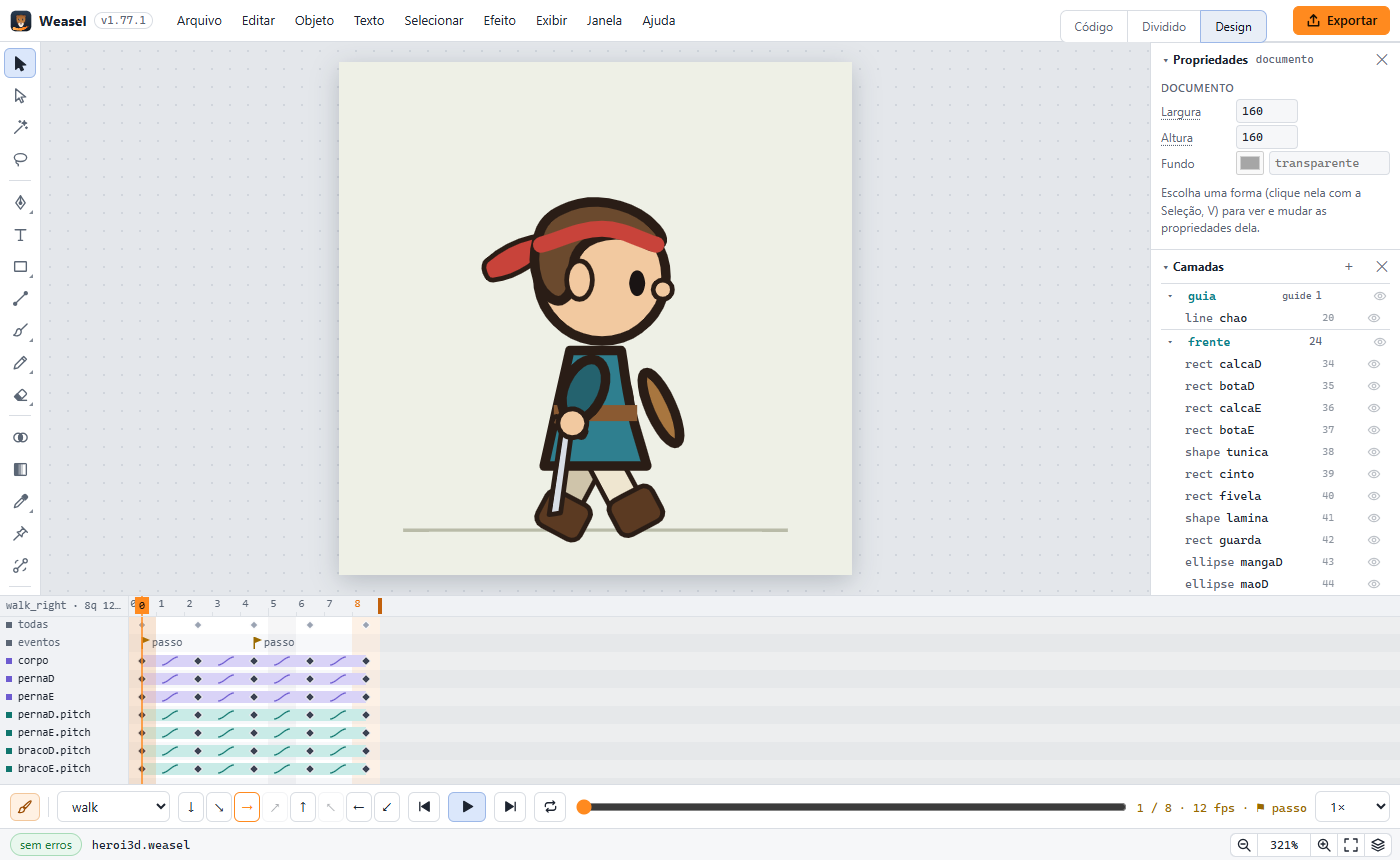 Weasel v1.77.1 Arquivo Editar Objeto Texto Selecionar Efeito Exibir Janela Ajuda Código Dividido Design Exportar
Propriedades documento
DOCUMENTO
Largura 160
Altura 160
Fundo transparente
Escolha uma forma (clique nela com a
Seleção, V) para ver e mudar as
propriedades dela.
Camadas +
guia guide 1
line chao 20
frente 24
rect calcaD 34
rect botaD 35
rect calcaE 36
rect botaE 37
shape tunica 38
rect cinto 39
rect fivela 40
shape lamina 41
rect guarda 42
ellipse mangaD 43
ellipse maoD 44
walk_right · 8q 12… 0 1 2 3 4 5 6 7 8
todas
eventos passo passo
corpo
pernaD
pernaE
pernaD.pitch
pernaE.pitch
bracoD.pitch
bracoE.pitch
walk ↓ ↘ → ↗ ↑ ↖ ← ↙ 1 / 8 · 12 fps · passo 1×
sem erros heroi3d.weasel 321%